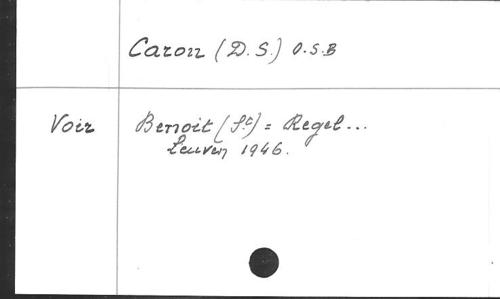 Caron (D. S.) O.S.B
Voir Benoit (St) = Regel...
Leuven 1946.